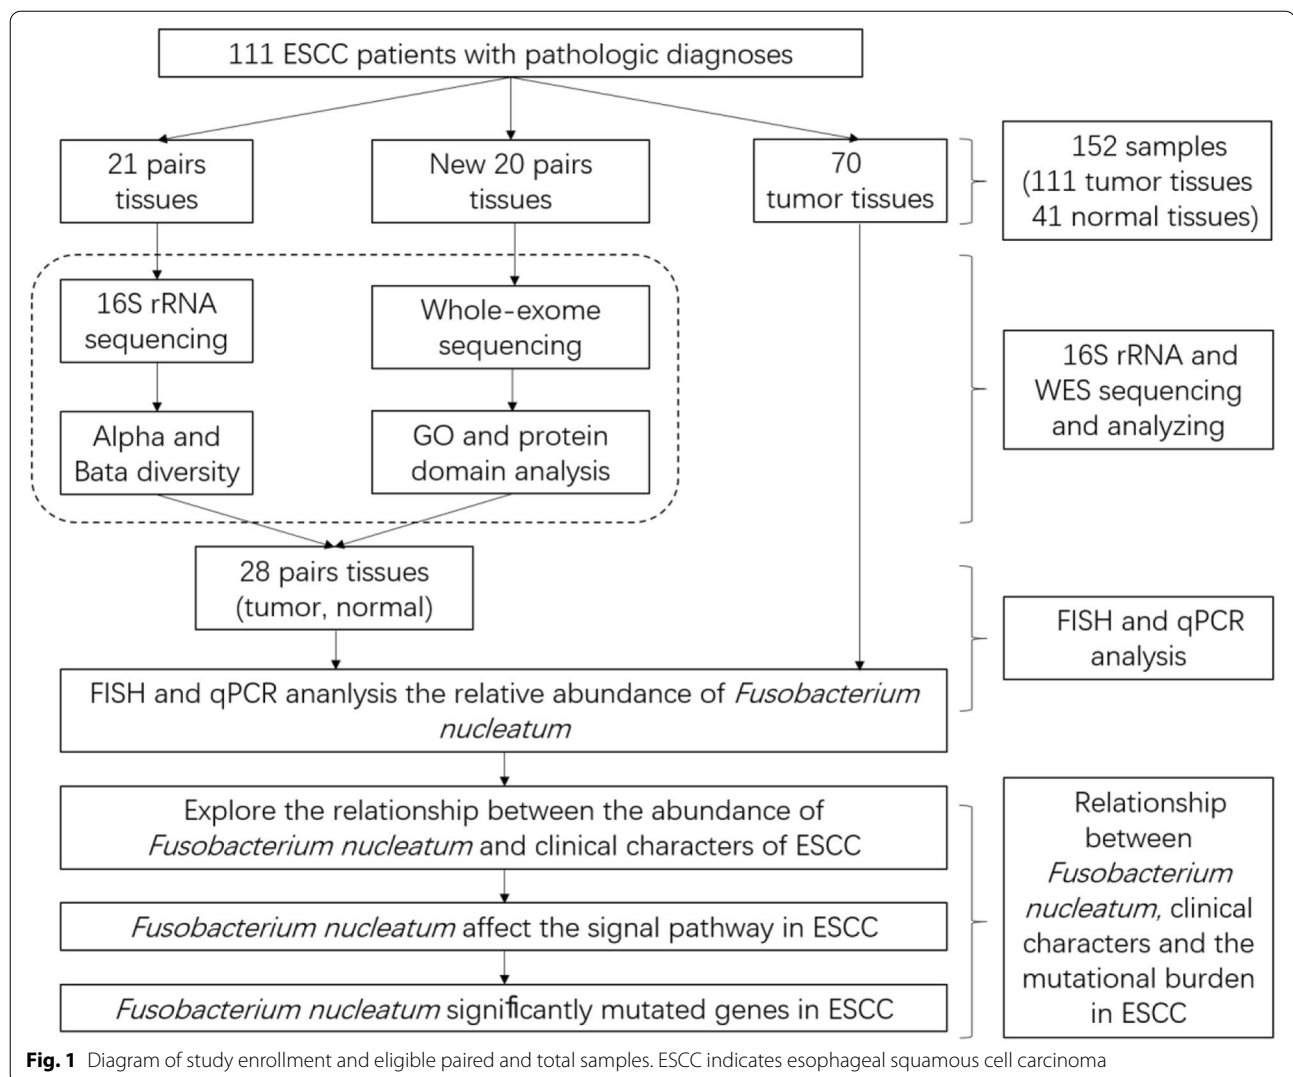 111 ESCC patients with pathologic diagnoses
21 pairs
tissues
New 20 pairs
tissues
70
tumor tissues
152 samples
(111 tumor tissues
41 normal tissues)
16S rRNA
sequencing
Whole-exome
sequencing
16S rRNA and
WES sequencing
and analyzing
Alpha and
Bata diversity
GO and protein
domain analysis
28 pairs tissues
(tumor, normal)
FISH and qPCR
analysis
FISH and qPCR ananlysis the relative abundance of Fusobacterium
nucleatum
Explore the relationship between the abundance of
Fusobacterium nucleatum and clinical characters of ESCC
Fusobacterium nucleatum affect the signal pathway in ESCC
Fusobacterium nucleatum significantly mutated genes in ESCC
Relationship
between
Fusobacterium
nucleatum, clinical
characters and the
mutational burden
in ESCC
Fig. 1 Diagram of study enrollment and eligible paired and total samples. ESCC indicates esophageal squamous cell carcinoma